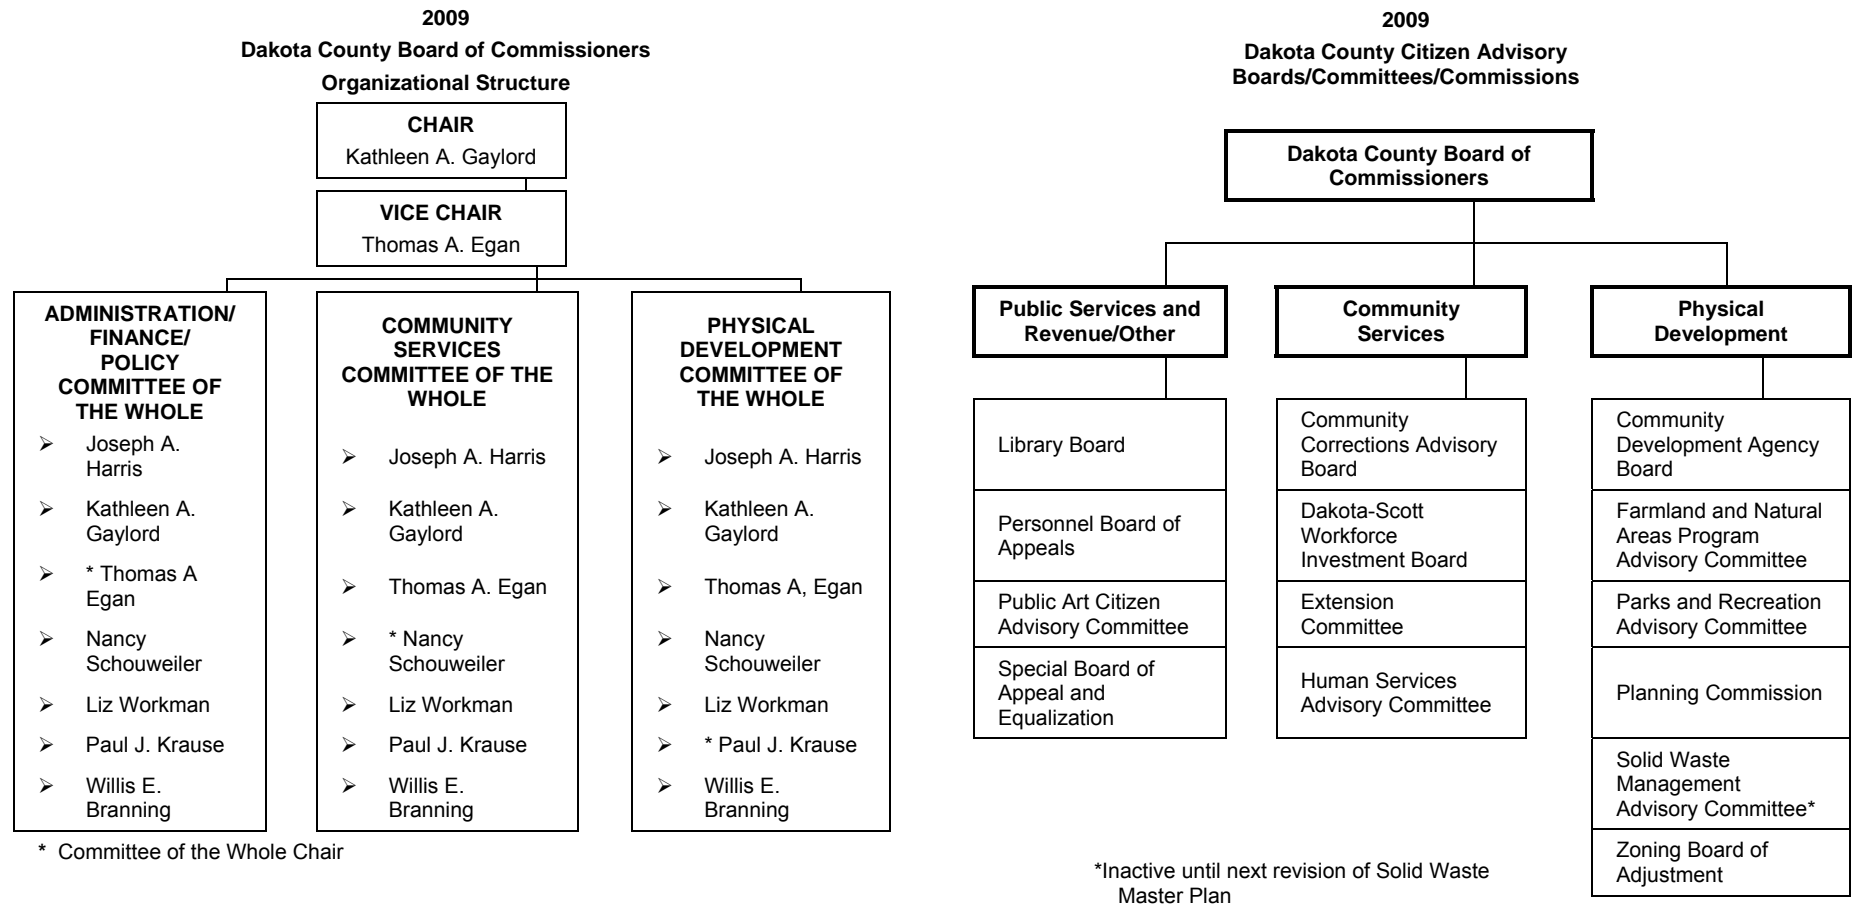 2009
Dakota County Board of Commissioners
Organizational Structure
CHAIR
Kathleen A. Gaylord
VICE CHAIR
Thomas A. Egan
ADMINISTRATION/
FINANCE/
POLICY
COMMITTEE OF
THE WHOLE
➢ Joseph A.
Harris
➢ Kathleen A.
Gaylord
➢ * Thomas A
Egan
➢ Nancy
Schouweiler
➢ Liz Workman
➢ Paul J. Krause
➢ Willis E.
Branning
COMMUNITY
SERVICES
COMMITTEE OF THE
WHOLE
➢ Joseph A. Harris
➢ Kathleen A.
Gaylord
➢ Thomas A. Egan
➢ * Nancy
Schouweiler
➢ Liz Workman
➢ Paul J. Krause
➢ Willis E.
Branning
PHYSICAL
DEVELOPMENT
COMMITTEE OF
THE WHOLE
➢ Joseph A. Harris
➢ Kathleen A.
Gaylord
➢ Thomas A, Egan
➢ Nancy
Schouweiler
➢ Liz Workman
➢ * Paul J. Krause
➢ Willis E.
Branning
* Committee of the Whole Chair
2009
Dakota County Citizen Advisory
Boards/Committees/Commissions
Dakota County Board of
Commissioners
Public Services and
Revenue/Other
Library Board
Personnel Board of
Appeals
Public Art Citizen
Advisory Committee
Special Board of
Appeal and
Equalization
Community
Services
Community
Corrections Advisory
Board
Dakota-Scott
Workforce
Investment Board
Extension
Committee
Human Services
Advisory Committee
Physical
Development
Community
Development Agency
Board
Farmland and Natural
Areas Program
Advisory Committee
Parks and Recreation
Advisory Committee
Planning Commission
Solid Waste
Management
Advisory Committee*
Zoning Board of
Adjustment
*Inactive until next revision of Solid Waste
Master Plan